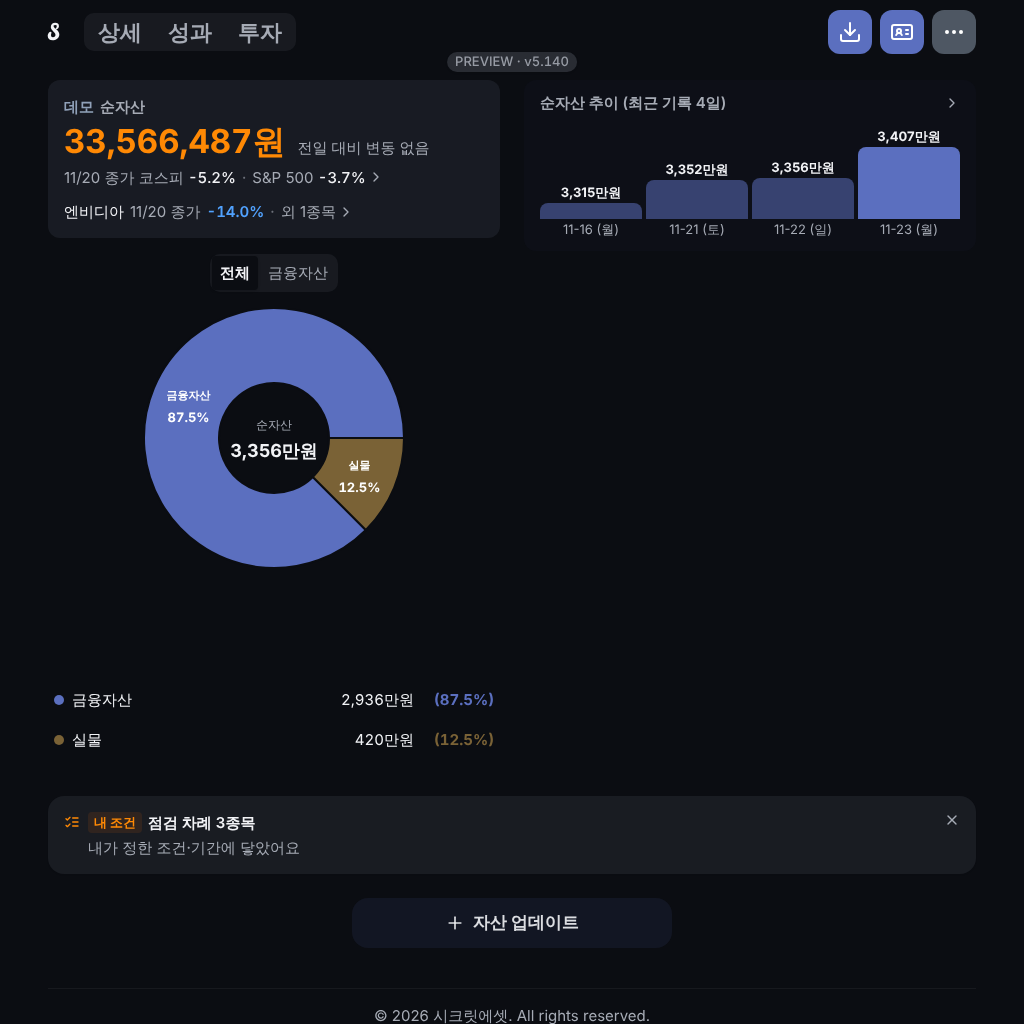 상세 성과 투자
PREVIEW · v5.140
데모 순자산
33,566,487원 전일 대비 변동 없음
11/20 종가 코스피 -5.2% · S&P 500 -3.7%
엔비디아 11/20 종가 -14.0% · 외 1종목
순자산 추이 (최근 기록 4일)
3,315만원 3,352만원 3,356만원 3,407만원
11-16 (월) 11-21 (토) 11-22 (일) 11-23 (월)
전체 금융자산
금융자산
87.5%
순자산
3,356만원
실물
12.5%
금융자산 2,936만원 (87.5%)
실물 420만원 (12.5%)
내 조건 점검 차례 3종목
내가 정한 조건·기간에 닿았어요
자산 업데이트
© 2026 시크릿에셋. All rights reserved.